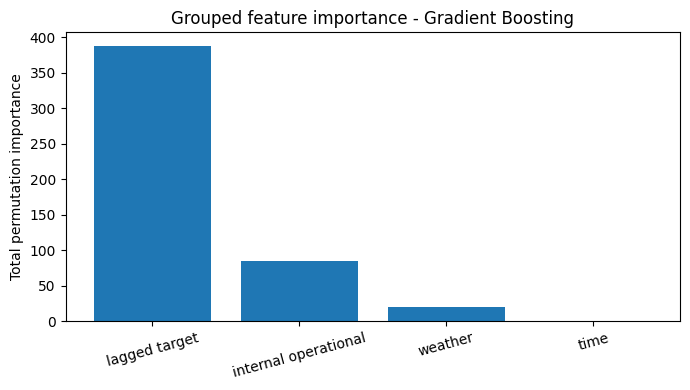 Grouped feature importance - Gradient Boosting
Total permutation importance
400
350
300
250
200
150
100
50
0
lagged target
internal operational
weather
time